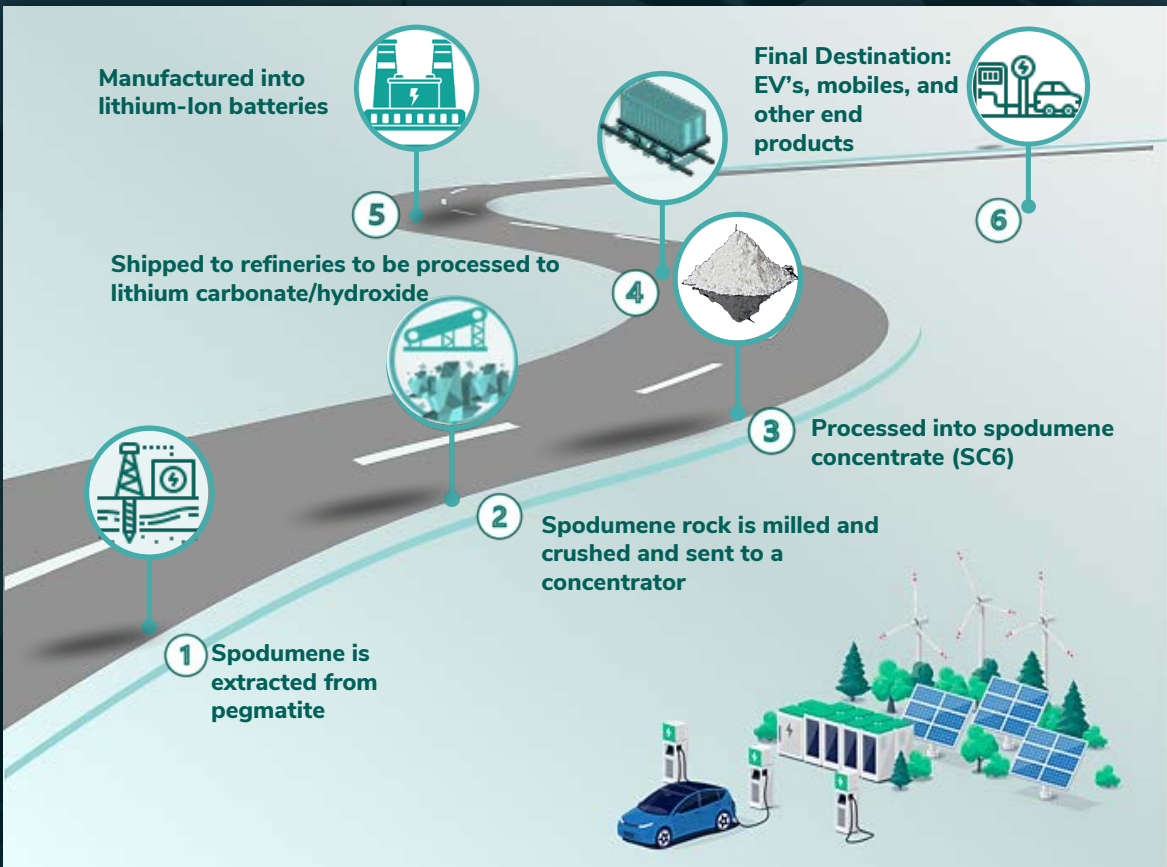 Manufactured into
lithium-Ion batteries
5
Final Destination:
EV's, mobiles, and
other end
products
6
Shipped to refineries to be processed to
lithium carbonate/hydroxide
4
3
Processed into spodumene
concentrate (SC6)
2
Spodumene rock is milled and
crushed and sent to a
concentrator
1
Spodumene is
extracted from
pegmatite